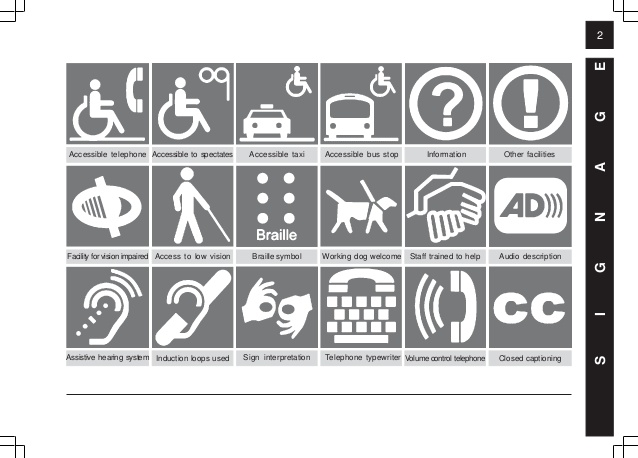 2
Accessible telephone
Accessible to spectates
Accessible taxi
Accessible bus stop
Information
Other facilities
?
!
Braille
AD
Facility for vision impaired
Access to low vision
Braille symbol
Working dog welcome
Staff trained to help
Audio description
CC
Assistive hearing system
Induction loops used
Sign interpretation
Telephone typewriter
Volume control telephone
Closed captioning
SIGNAGE